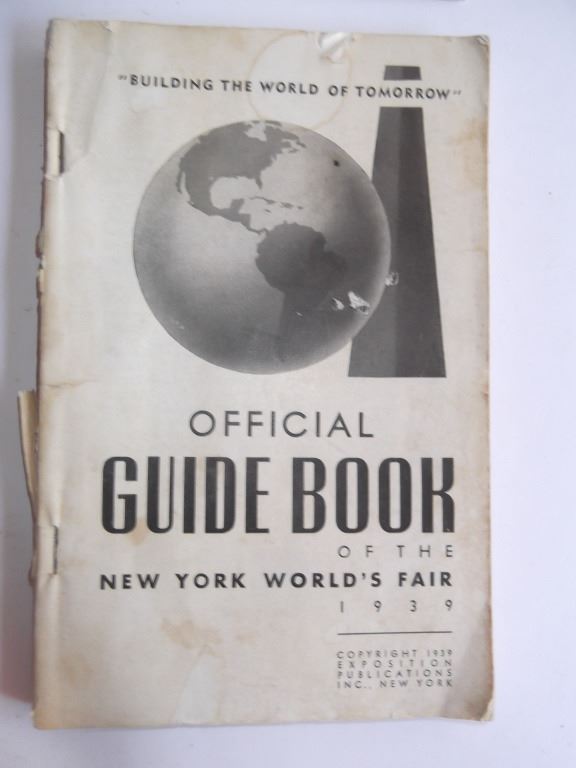 "BUILDING THE WORLD OF TOMORROW"
OFFICIAL
GUIDE BOOK
OF THE
NEW YORK WORLD'S FAIR
1939
COPYRIGHT 1939
EXPOSITION
PUBLICATIONS
INC., NEW YORK